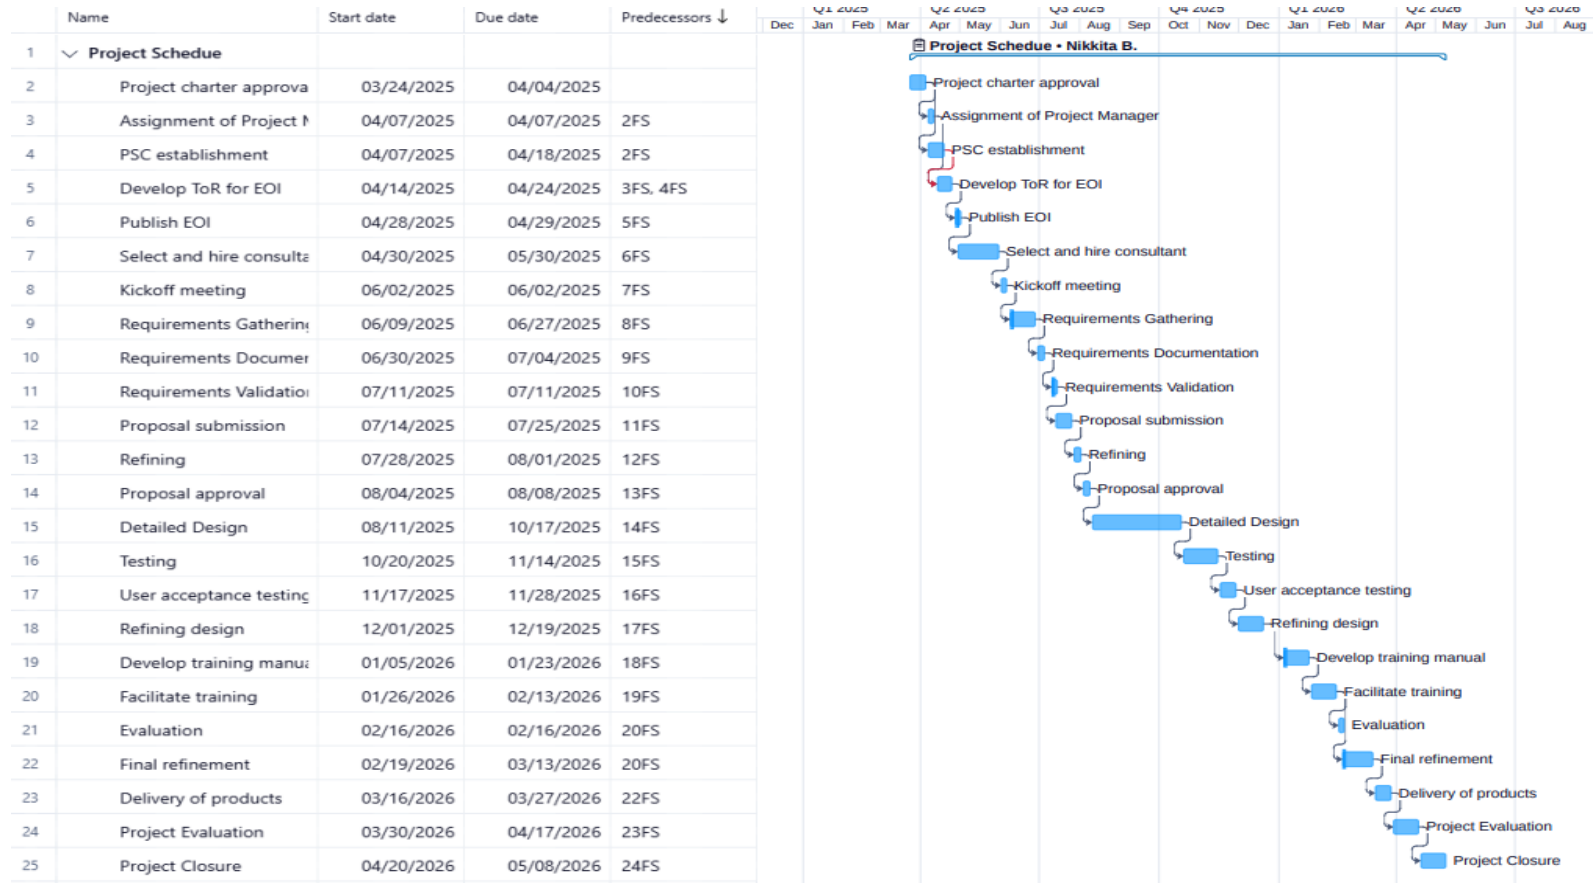 Name Start date Due date Predecessors ↓
Q1 2025 Q2 2025 Q3 2025 Q4 2025 Q1 2026 Q2 2026 Q3 2026
Dec Jan Feb Mar Apr May Jun Jul Aug Sep Oct Nov Dec Jan Feb Mar Apr May Jun Jul Aug
1 Project Schedue
2 Project charter approva 03/24/2025 04/04/2025
3 Assignment of Project M 04/07/2025 04/07/2025 2FS
4 PSC establishment 04/07/2025 04/18/2025 2FS
5 Develop ToR for EOI 04/14/2025 04/24/2025 3FS, 4FS
6 Publish EOI 04/28/2025 04/29/2025 5FS
7 Select and hire consulta 04/30/2025 05/30/2025 6FS
8 Kickoff meeting 06/02/2025 06/02/2025 7FS
9 Requirements Gathering 06/09/2025 06/27/2025 8FS
10 Requirements Documer 06/30/2025 07/04/2025 9FS
11 Requirements Validation 07/11/2025 07/11/2025 10FS
12 Proposal submission 07/14/2025 07/25/2025 11FS
13 Refining 07/28/2025 08/01/2025 12FS
14 Proposal approval 08/04/2025 08/08/2025 13FS
15 Detailed Design 08/11/2025 10/17/2025 14FS
16 Testing 10/20/2025 11/14/2025 15FS
17 User acceptance testing 11/17/2025 11/28/2025 16FS
18 Refining design 12/01/2025 12/19/2025 17FS
19 Develop training manua 01/05/2026 01/23/2026 18FS
20 Facilitate training 01/26/2026 02/13/2026 19FS
21 Evaluation 02/16/2026 02/16/2026 20FS
22 Final refinement 02/19/2026 03/13/2026 20FS
23 Delivery of products 03/16/2026 03/27/2026 22FS
24 Project Evaluation 03/30/2026 04/17/2026 23FS
25 Project Closure 04/20/2026 05/08/2026 24FS
Project Schedue • Nikkita B.
Project charter approval
Assignment of Project Manager
PSC establishment
Develop ToR for EOI
Publish EOI
Select and hire consultant
Kickoff meeting
Requirements Gathering
Requirements Documentation
Requirements Validation
Proposal submission
Refining
Proposal approval
Detailed Design
Testing
User acceptance testing
Refining design
Develop training manual
Facilitate training
Evaluation
Final refinement
Delivery of products
Project Evaluation
Project Closure